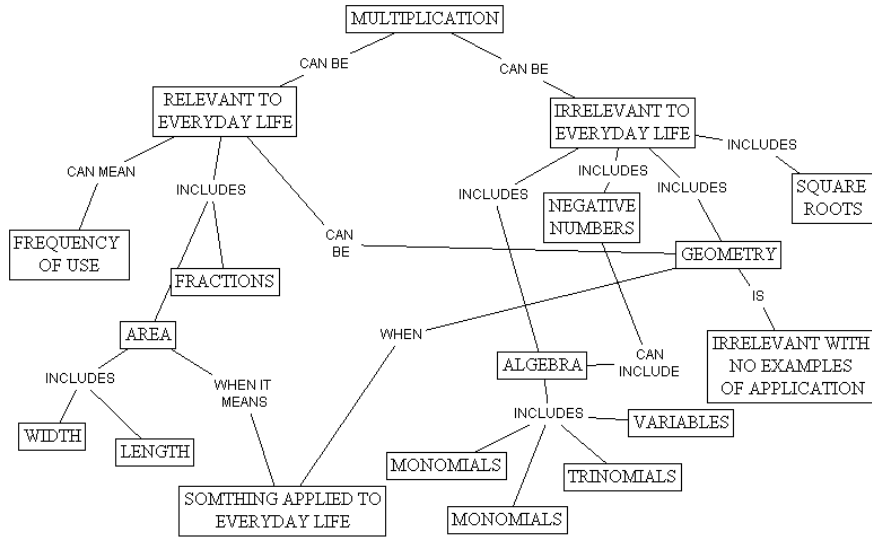 MULTIPLICATION
CAN BE
CAN BE
RELEVANT TO
EVERYDAY LIFE
IRRELEVANT TO
EVERYDAY LIFE
INCLUDES
CAN MEAN
INCLUDES
INCLUDES
INCLUDES
INCLUDES
SQUARE
ROOTS
NEGATIVE
NUMBERS
FREQUENCY
OF USE
CAN
BE
GEOMETRY
FRACTIONS
IS
AREA
WHEN
IRRELEVANT WITH
NO EXAMPLES
OF APPLICATION
ALGEBRA
CAN
INCLUDE
INCLUDES
WHEN IT
MEANS
INCLUDES
VARIABLES
WIDTH
LENGTH
MONOMIALS
TRINOMIALS
SOMTHING APPLIED TO
EVERYDAY LIFE
MONOMIALS